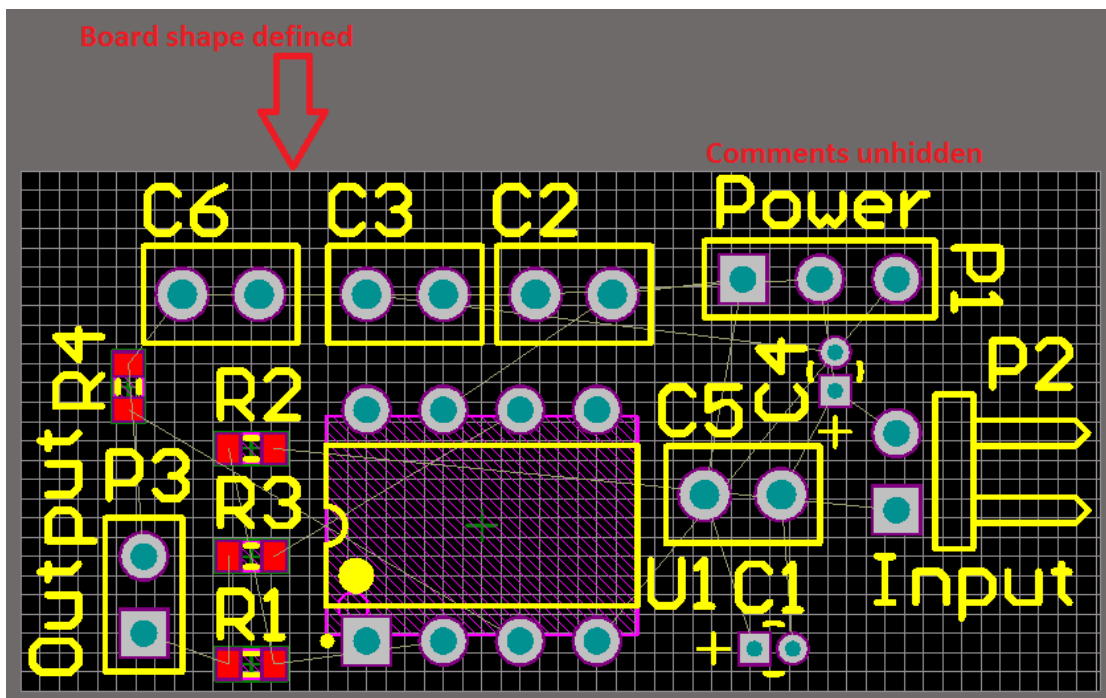 Board shape defined
Comments unhidden
C6
C3
C2
Power
P1
R4
R2
C5
C4
P2
Output
P3
R3
R1
U1
C1
Input
+
+